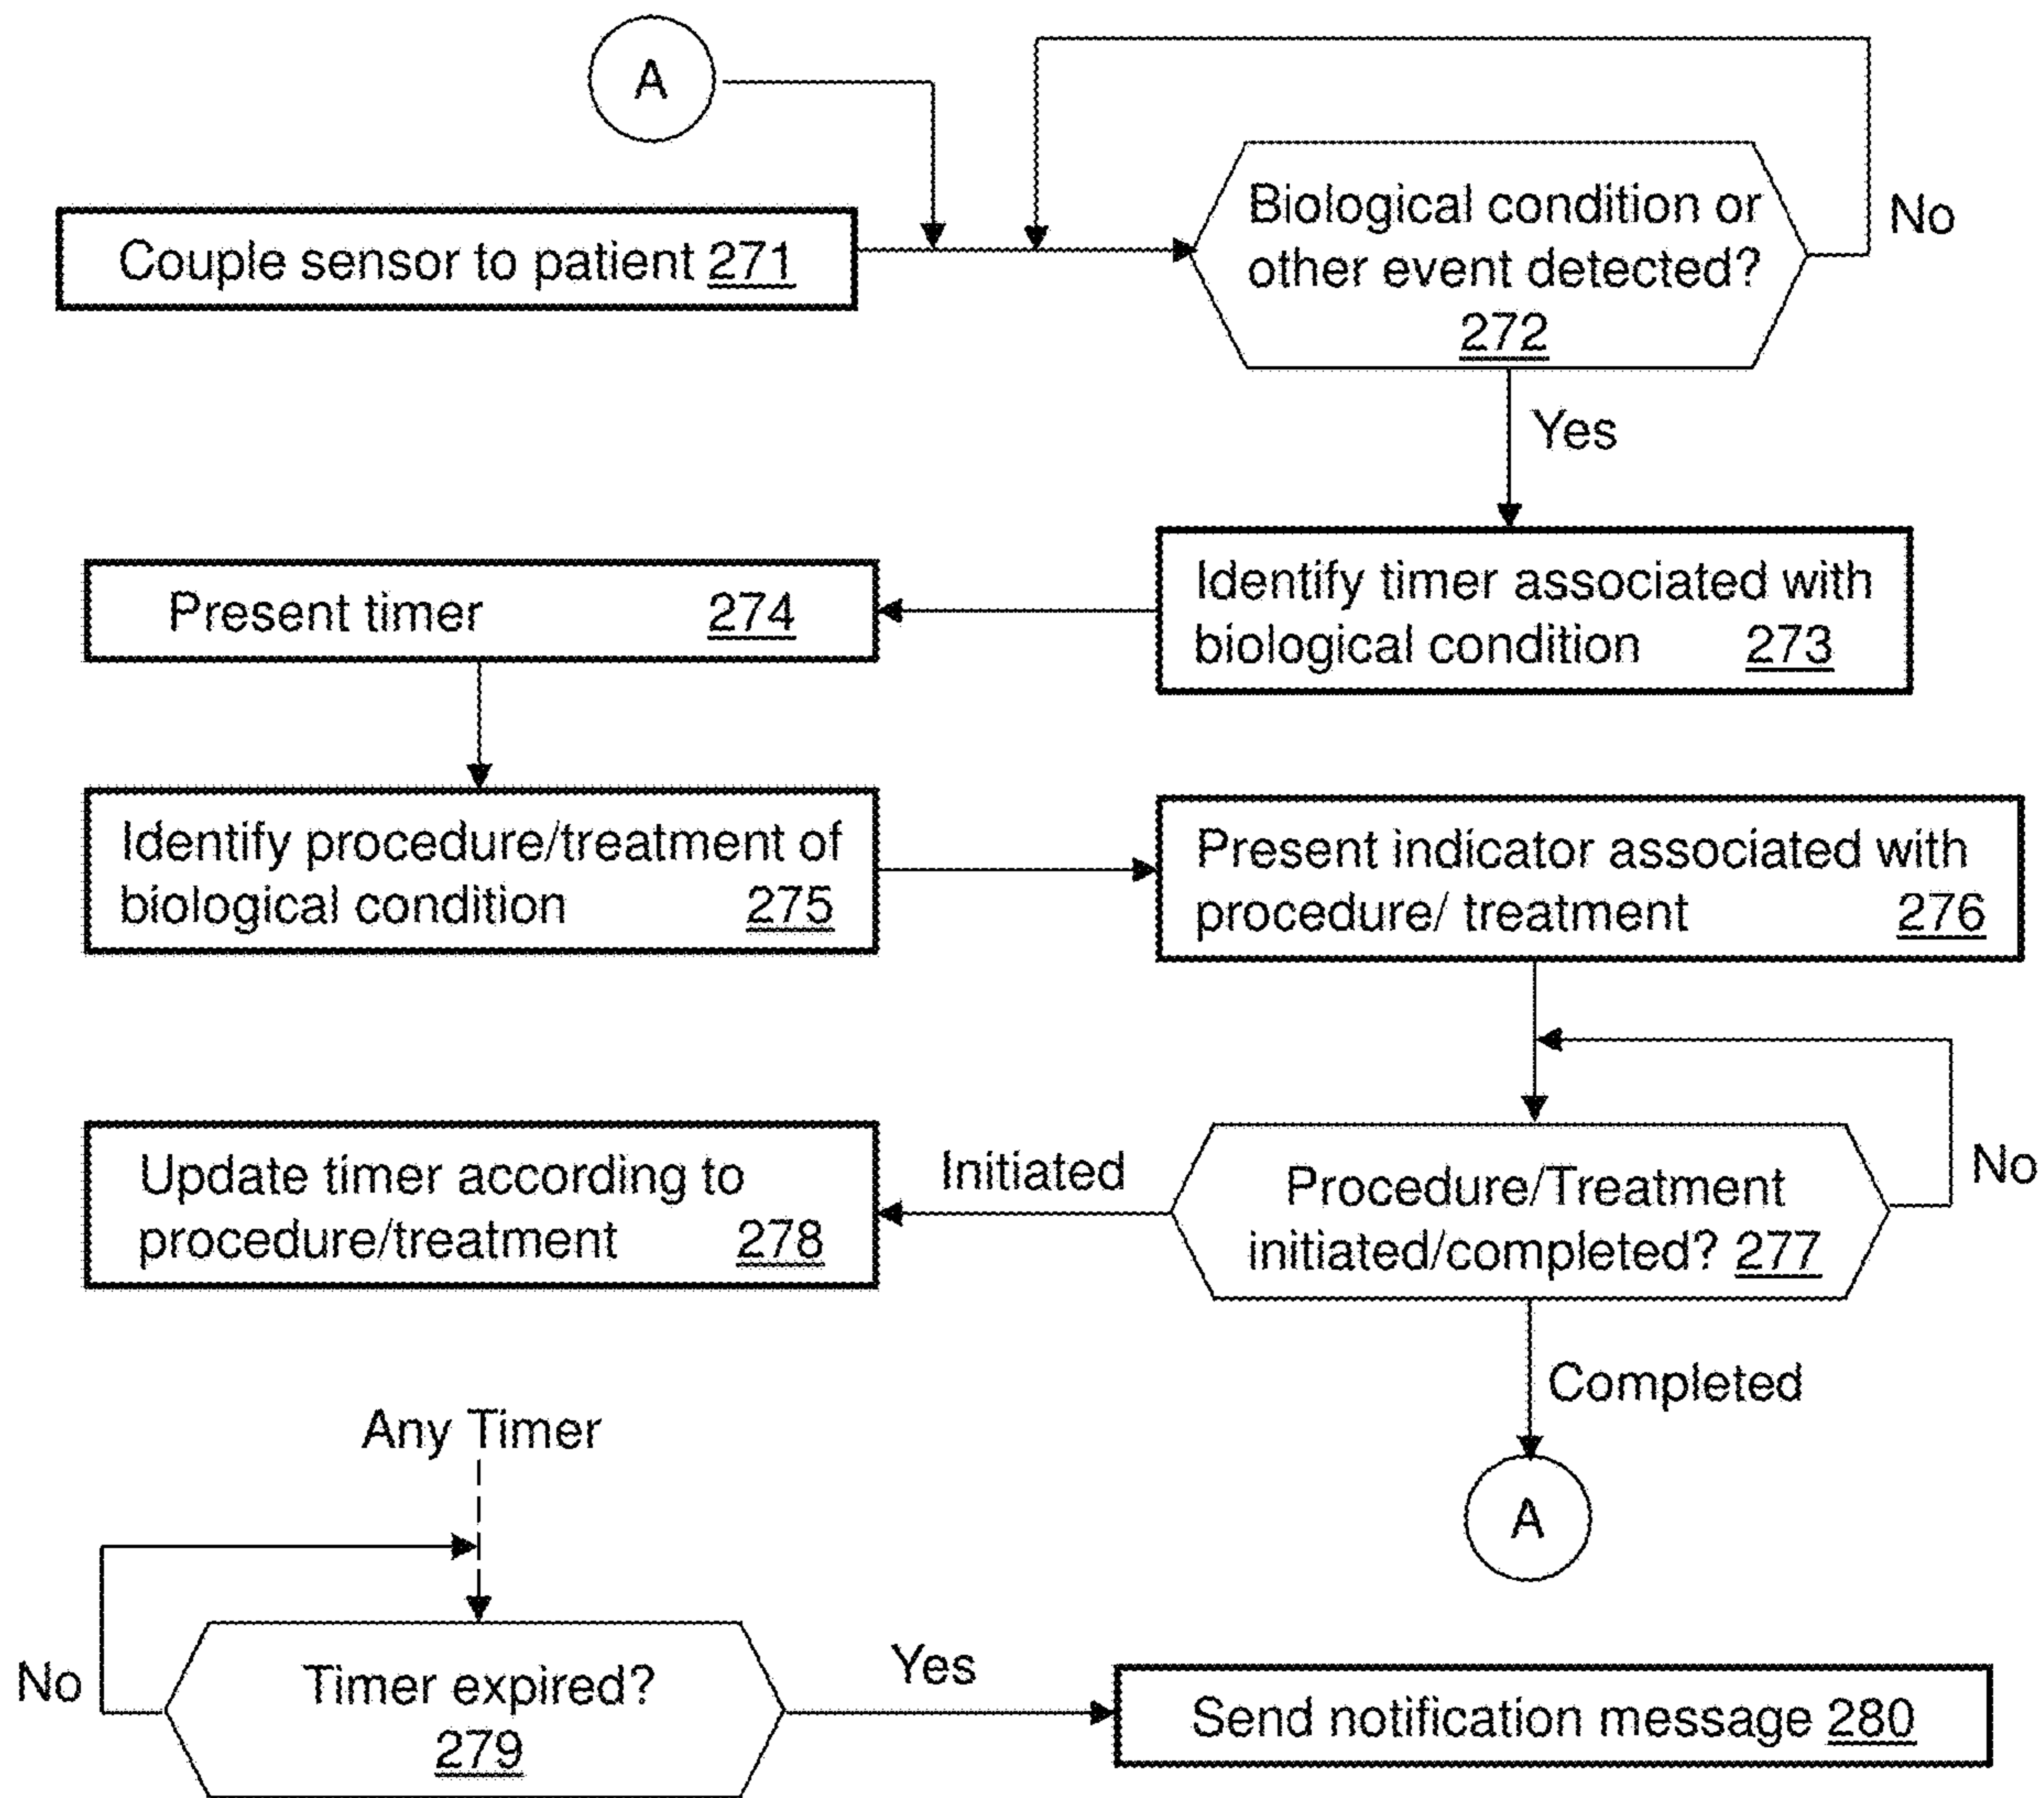 A
Couple sensor to patient 271
Biological condition or
other event detected?
272
No
Yes
Identify timer associated with
biological condition 273
Present timer 274
Identify procedure/treatment of
biological condition 275
Present indicator associated with
procedure/ treatment 276
Procedure/Treatment
initiated/completed? 277
No
Initiated
Update timer according to
procedure/treatment 278
Completed
A
Any Timer
Timer expired?
279
No
Yes
Send notification message 280